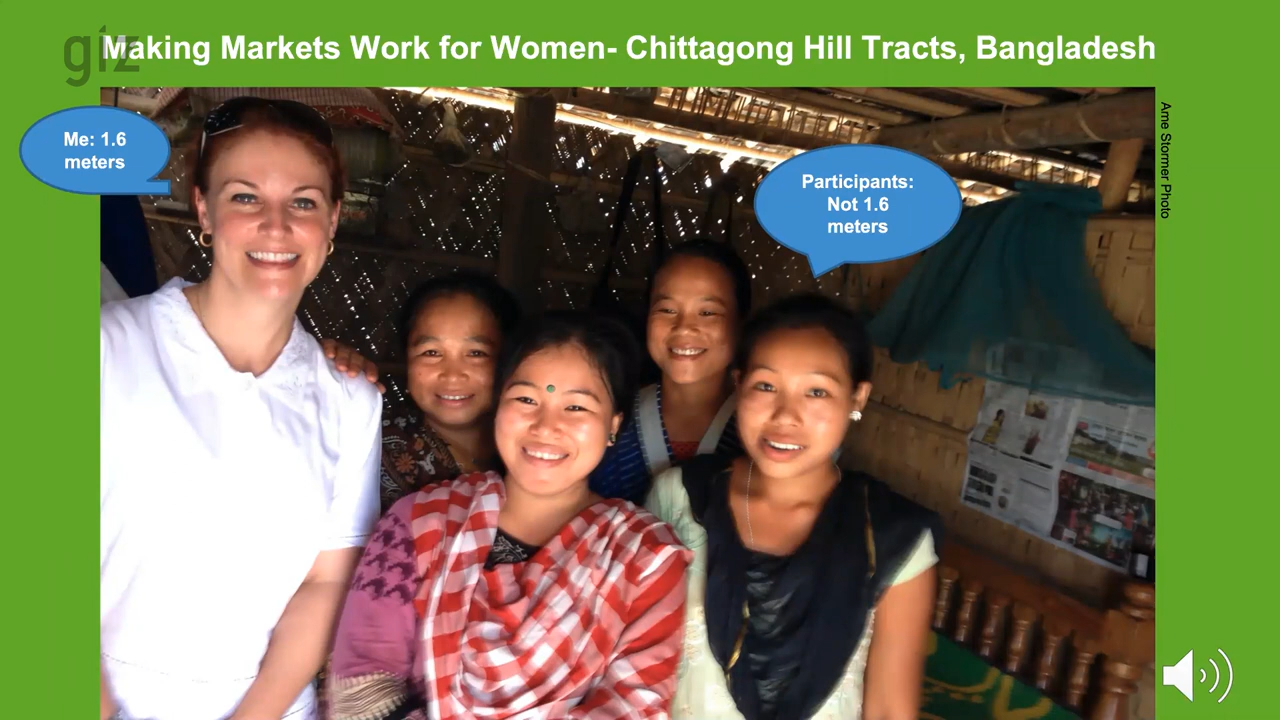 giz
Making Markets Work for Women- Chittagong Hill Tracts, Bangladesh
Me: 1.6
meters
Participants:
Not 1.6
meters
Arne Stormer Photo